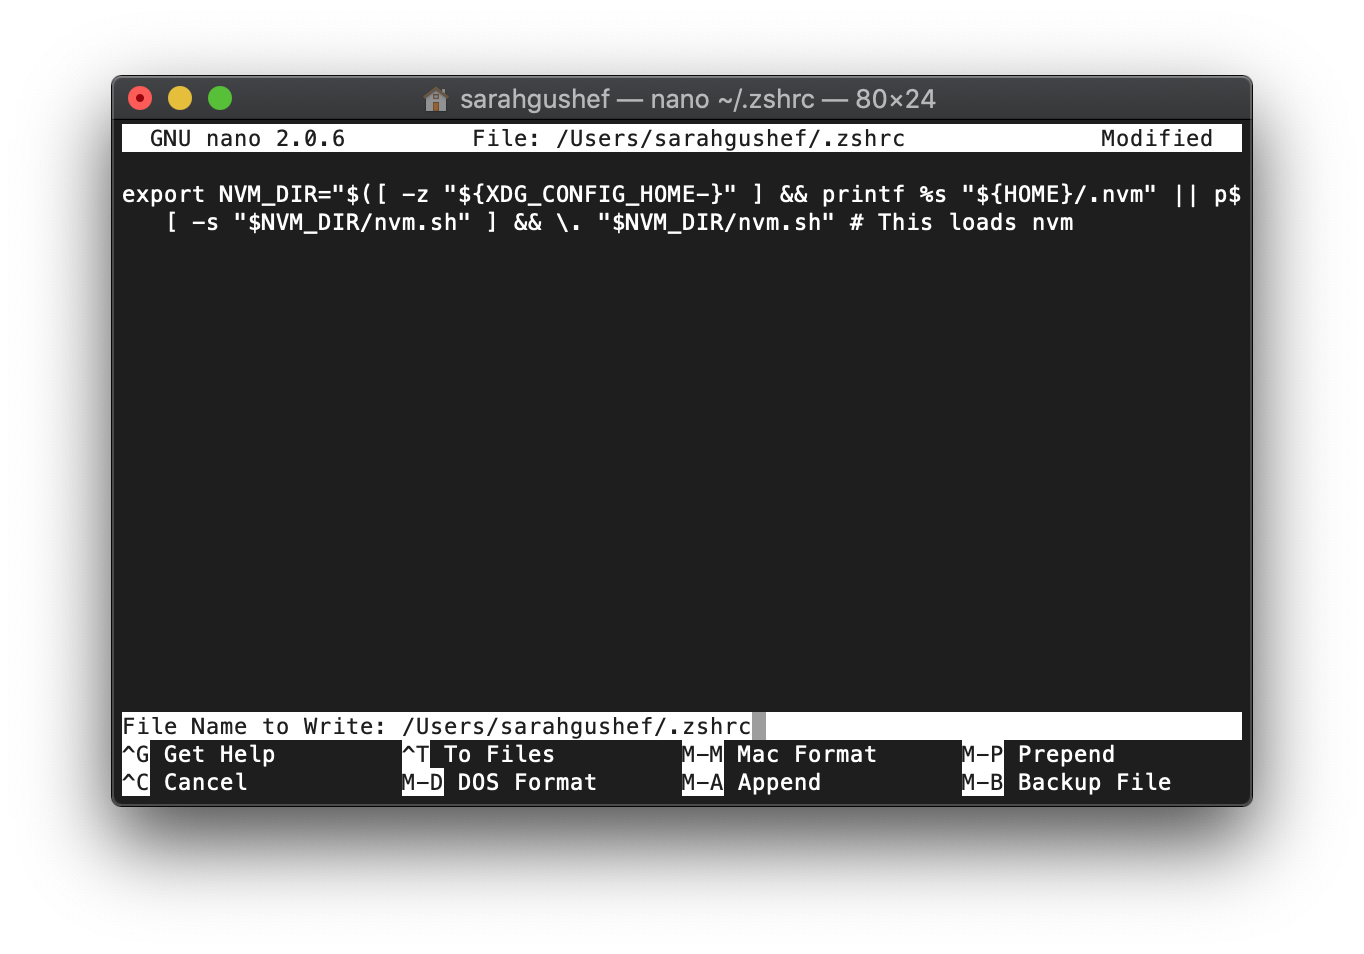 sarahgushef — nano ~/.zshrc — 80×24
GNU nano 2.0.6 File: /Users/sarahgushef/.zshrc Modified
export NVM_DIR="$([ -z "${XDG_CONFIG_HOME-}" ] && printf %s "${HOME}/.nvm" || p$
[ -s "$NVM_DIR/nvm.sh" ] && \. "$NVM_DIR/nvm.sh" # This loads nvm
File Name to Write: /Users/sarahgushef/.zshrc
^G Get Help ^T To Files M-M Mac Format M-P Prepend
^C Cancel M-D DOS Format M-A Append M-B Backup File